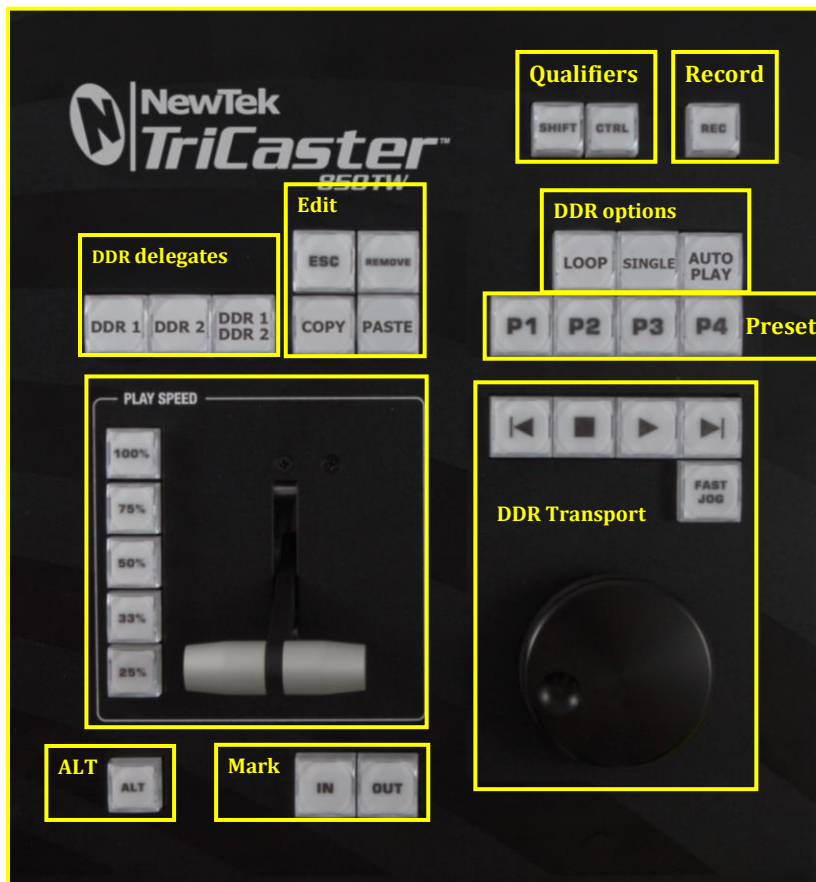 Qualifiers
Record
SHIFT
CTRL
REC
NewTek
TriCaster™
850TW
Edit
DDR options
DDR delegates
ESC
REMOVE
LOOP
SINGLE
AUTO
PLAY
DDR 1
DDR 2
DDR 1
DDR 2
COPY
PASTE
P1
P2
P3
P4
Preset
PLAY SPEED
100%
75%
50%
33%
25%
FAST
JOG
DDR Transport
ALT
ALT
Mark
IN
OUT